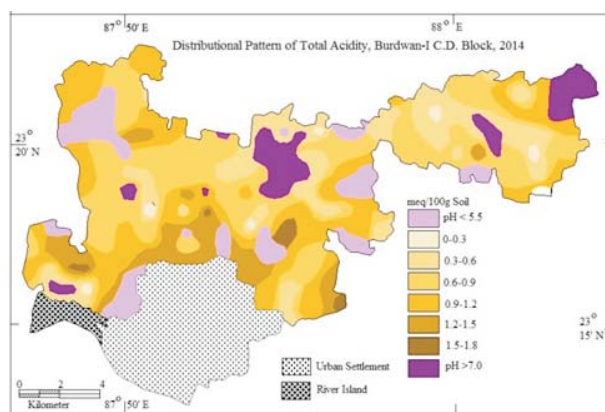 87° 50' E
88° E
Distributional Pattern of Total Acidity, Burdwan-I C.D. Block, 2014
23°
20' N
meq/100g Soil
pH < 5.5
0-0.3
0.3-0.6
0.6-0.9
0.9-1.2
1.2-1.5
1.5-1.8
pH >7.0
23°
15' N
Urban Settlement
River Island
0 2 4
Kilometer
87° 50' E
88° E